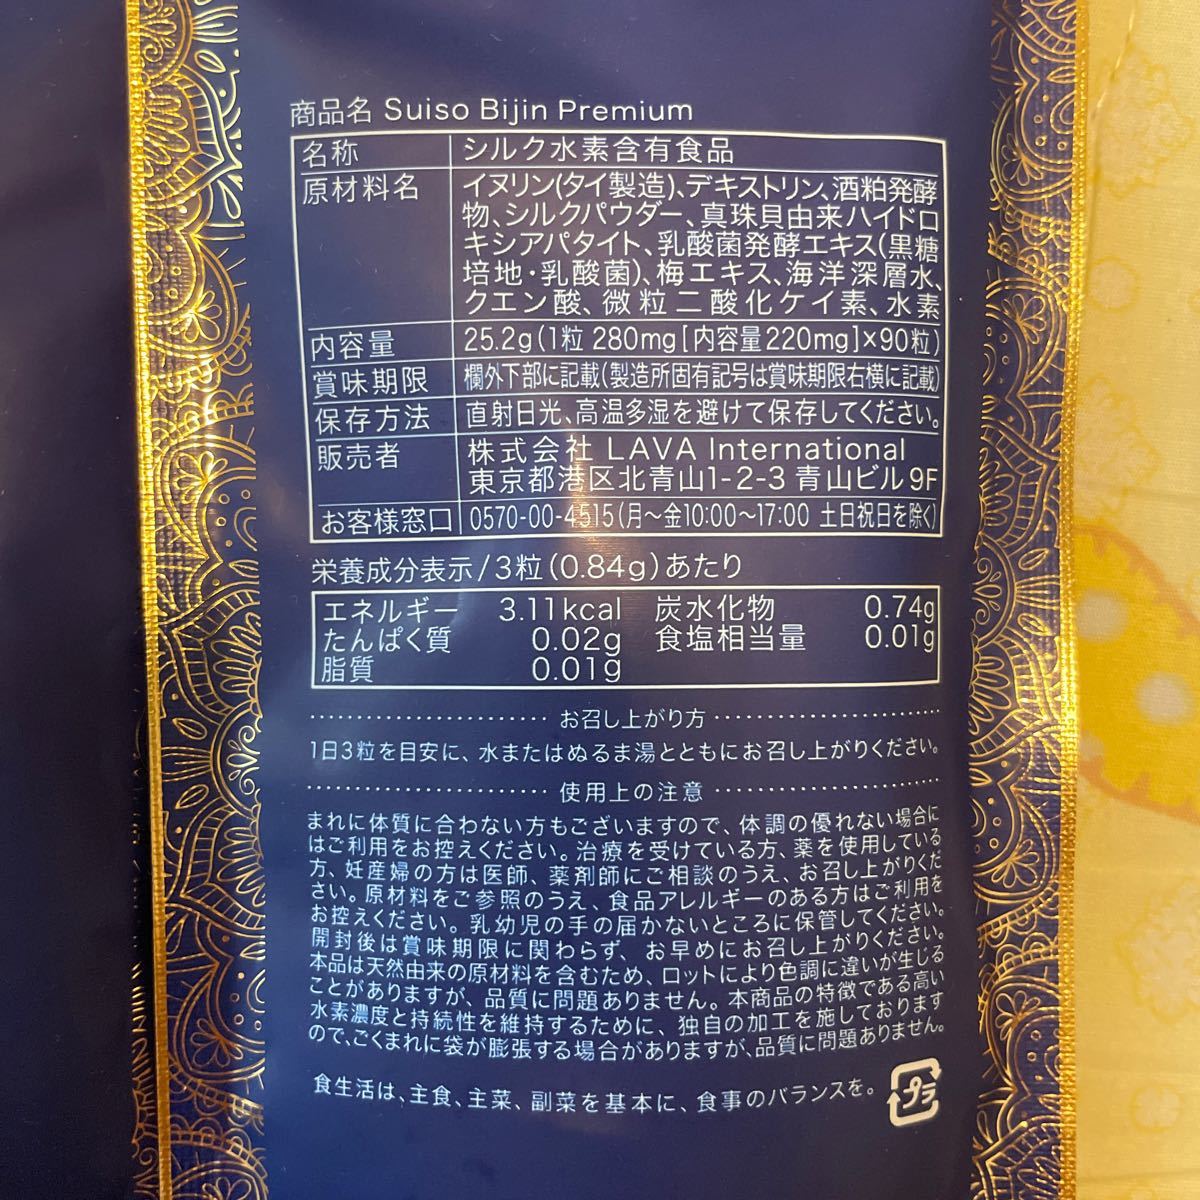 商品名 Suiso Bijin Premium
名称 シルク水素含有食品
原材料名 イヌリン(タイ製造)、デキストリン、酒粕発酵
物、シルクパウダー、真珠貝由来ハイドロ
キシアパタイト、乳酸菌発酵エキス(黒糖
培地・乳酸菌)、梅エキス、海洋深層水、
クエン酸、微粒二酸化ケイ素、水素
内容量 25.2g(1粒 280mg[内容量220mg]×90粒)
賞味期限 欄外下部に記載(製造所固有記号は賞味期限右横に記載)
保存方法 直射日光、高温多湿を避けて保存してください。
販売者 株式会社 LAVA International
東京都港区北青山1-2-3 青山ビル9F
お客様窓口 0570-00-4515(月〜金10:00〜17:00 土日祝日を除く)
栄養成分表示/3粒(0.84g)あたり
エネルギー 3.11kcal 炭水化物 0.74g
たんぱく質 0.02g 食塩相当量 0.01g
脂質 0.01g
お召し上がり方
1日3粒を目安に、水またはぬるま湯とともにお召し上がりください。
使用上の注意
まれに体質に合わない方もございますので、体調の優れない場合に
はご利用をお控えください。治療を受けている方、薬を使用している
方、妊産婦の方は医師、薬剤師にご相談のうえ、お召し上がりくだ
さい。原材料をご参照のうえ、食品アレルギーのある方はご利用を
お控えください。乳幼児の手の届かないところに保管してください。
開封後は賞味期限に関わらず、お早めにお召し上がりください。
本品は天然由来の原材料を含むため、ロットにより色調に違いが生じる
ことがありますが、品質に問題ありません。本商品の特徴である高い
水素濃度と持続性を維持するために、独自の加工を施しております
ので、ごくまれに袋が膨張する場合がありますが、品質に問題ありません。
食生活は、主食、主菜、副菜を基本に、食事のバランスを。
プラ